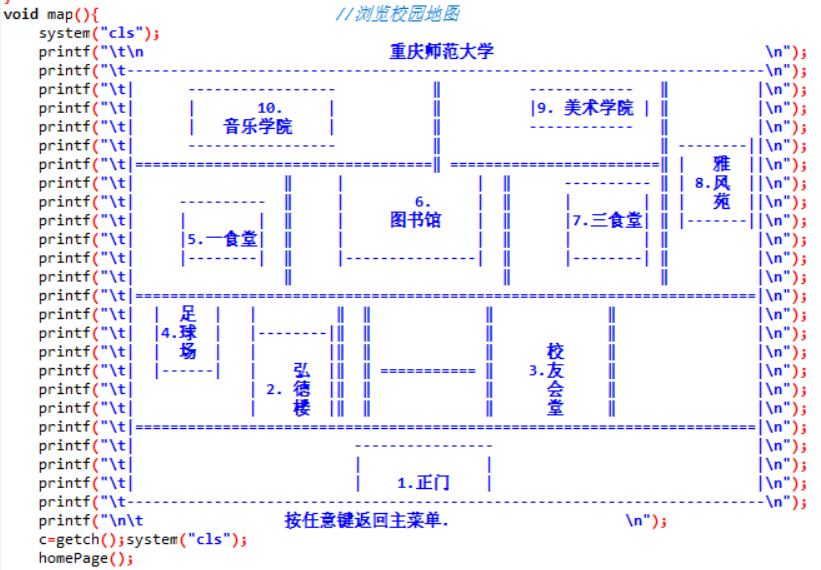 void map(){                              //浏览校园地图
    system("cls");
    printf("\t\n                            重庆师范大学                               \n");
    printf("\t-------------------------------------------------------------------------\n");
    printf("\t|      -----------------           ‖          ------------   ‖          |\n");
    printf("\t|      |       10.     |           ‖          |9. 美术学院 | ‖          |\n");
    printf("\t|      |   音乐学院    |           ‖          ------------   ‖          |\n");
    printf("\t|      -----------------           ‖                         ‖ --------||\n");
    printf("\t|==================================‖ ========================‖ |   雅  ||\n");
    printf("\t|                 ‖     |               |  ‖      ---------- ‖ | 8.风  ||\n");
    printf("\t|     ----------  ‖     |        6.     |  ‖      |        | ‖ |   苑  ||\n");
    printf("\t|     |        |  ‖     |     图书馆    |  ‖      |7.三食堂| ‖ |-------||\n");
    printf("\t|     |5.一食堂|  ‖     |               |  ‖      |        | ‖          |\n");
    printf("\t|     |--------|  ‖     |---------------|  ‖      |--------| ‖          |\n");
    printf("\t|                 ‖                        ‖                 ‖          |\n");
    printf("\t|=======================================================================|\n");
    printf("\t|  |  足  |   |         ‖  ‖             ‖             ‖                |\n");
    printf("\t|  |4.球  |   |--------|‖  ‖             ‖             ‖                |\n");
    printf("\t|  |  场  |   |        |‖  ‖             ‖      校     ‖                |\n");
    printf("\t|  |------|   |    弘  |‖  ‖ =========== ‖    3.友     ‖                |\n");
    printf("\t|             | 2.德  |‖  ‖             ‖      会     ‖                |\n");
    printf("\t|             |    楼  |‖  ‖             ‖      堂     ‖                |\n");
    printf("\t|=======================================================================|\n");
    printf("\t|                         ----------------                              |\n");
    printf("\t|                         |              |                              |\n");
    printf("\t|                         |    1.正门    |                              |\n");
    printf("\t-------------------------------------------------------------------------\n");
    printf("\n\t                按任意键返回主菜单.                    \n");
    c=getch();system("cls");
    homePage();